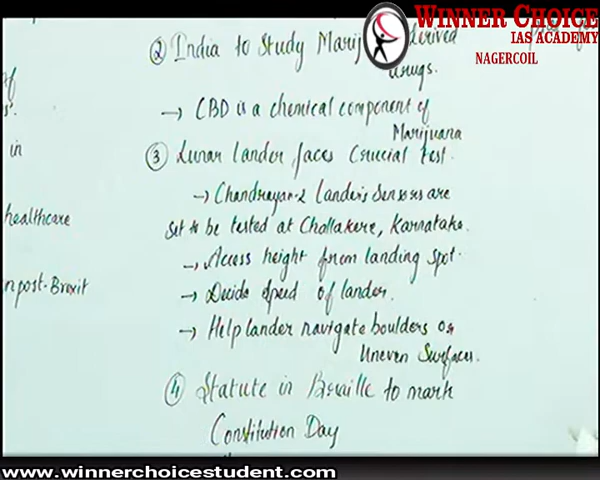 WINNER CHOICE
IAS ACADEMY
NAGERCOIL
② India to Study Marij derived
drugs.
→ CBD is a chemical component of
Marijuana
③ Lunar lander faces Crucial test.
→ Chandrayan-2 Lander's Sensors are
Set to be tested at Challakere, Karnataka.
→ Access height from landing spot.
→ Decide speed of lander.
→ Help lander navigate boulders or
Uneven Surfaces.
④ Statute in Braille to mark
Constitution Day
of
in
healthcare
npost-Brexit
www.winnerchoicestudent.com